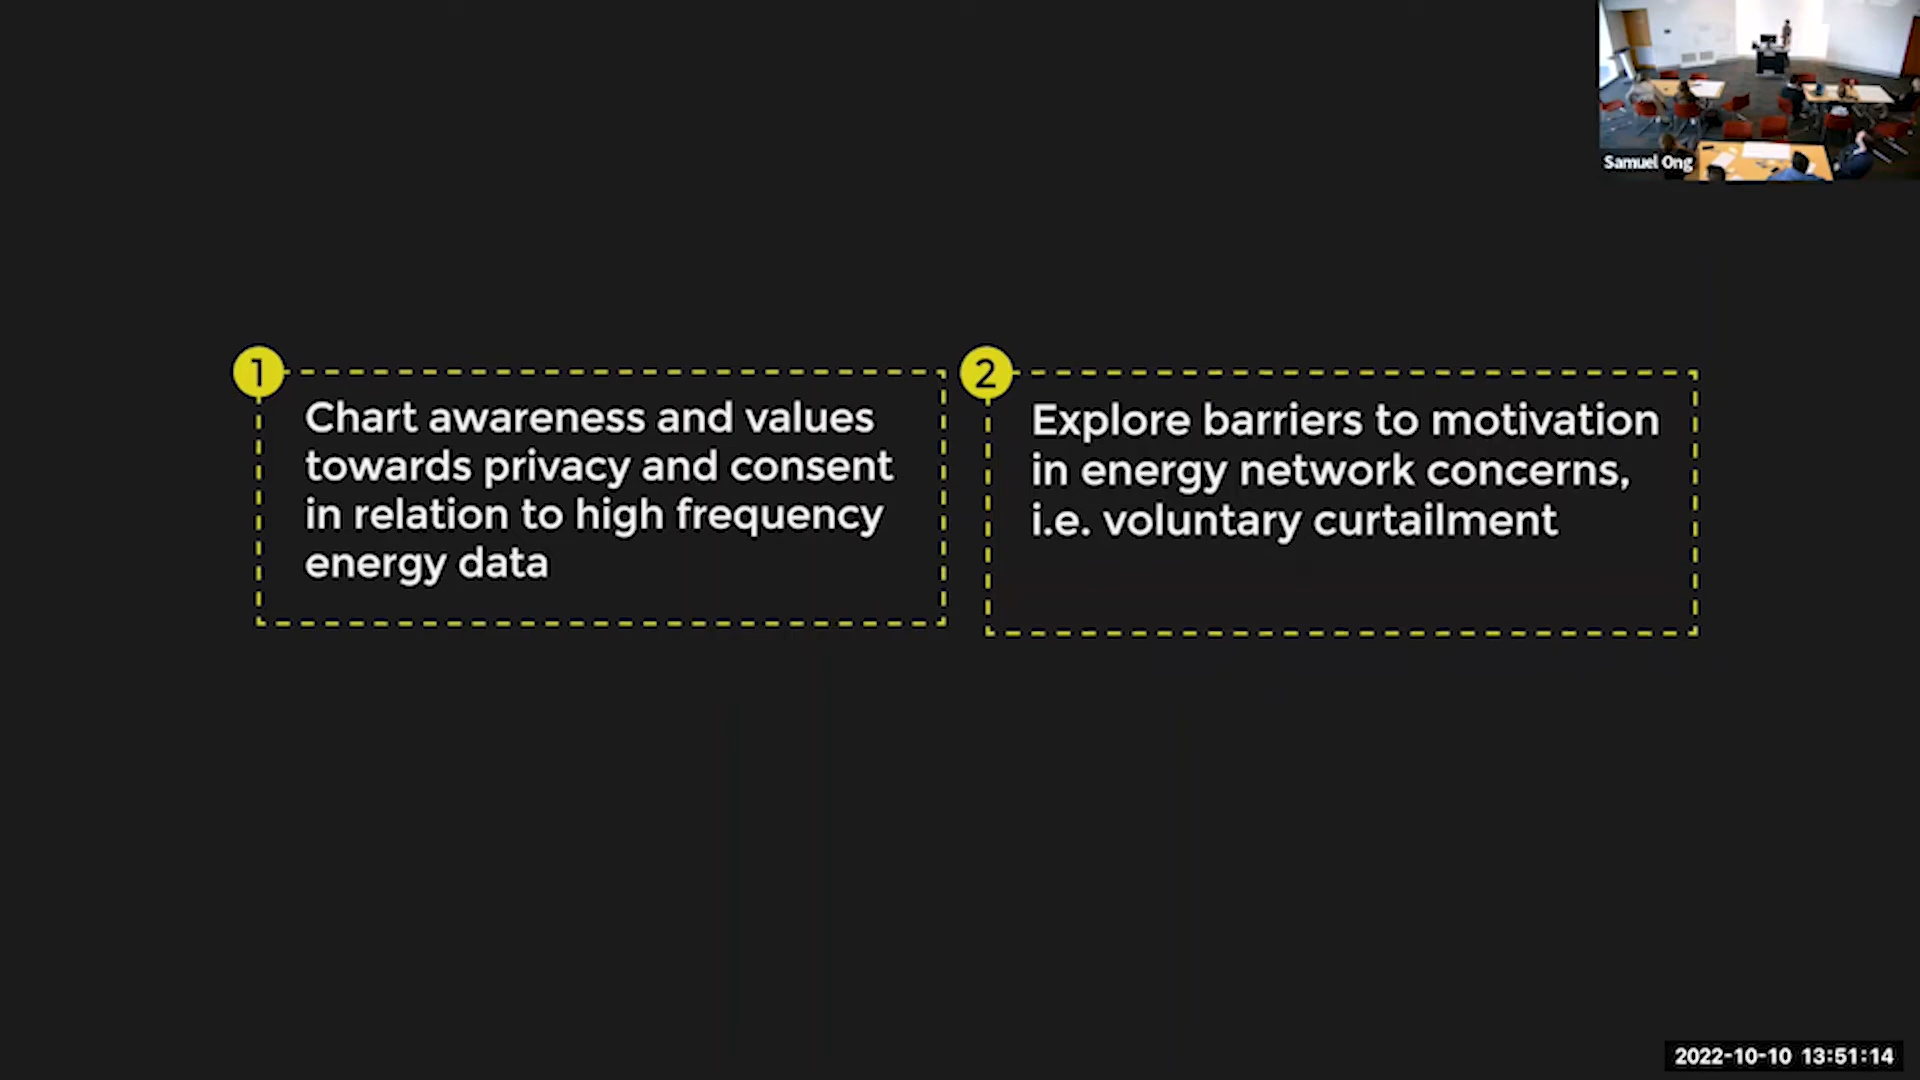 Samuel Ong
1
Chart awareness and values
towards privacy and consent
in relation to high frequency
energy data
2
Explore barriers to motivation
in energy network concerns,
i.e. voluntary curtailment
2022-10-10 13:51:14